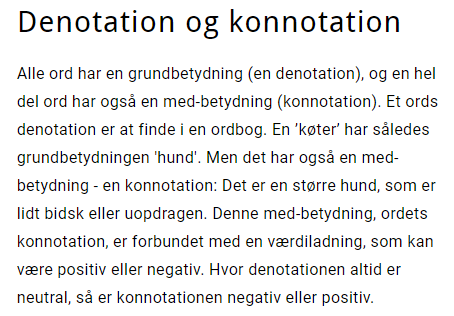 Denotation og konnotation
Alle ord har en grundbetydning (en denotation), og en hel
del ord har også en med-betydning (konnotation). Et ords
denotation er at finde i en ordbog. En ’køter’ har således
grundbetydningen 'hund'. Men det har også en med-
betydning - en konnotation: Det er en større hund, som er
lidt bidsk eller uopdragen. Denne med-betydning, ordets
konnotation, er forbundet med en værdiladning, som kan
være positiv eller negativ. Hvor denotationen altid er
neutral, så er konnotationen negativ eller positiv.